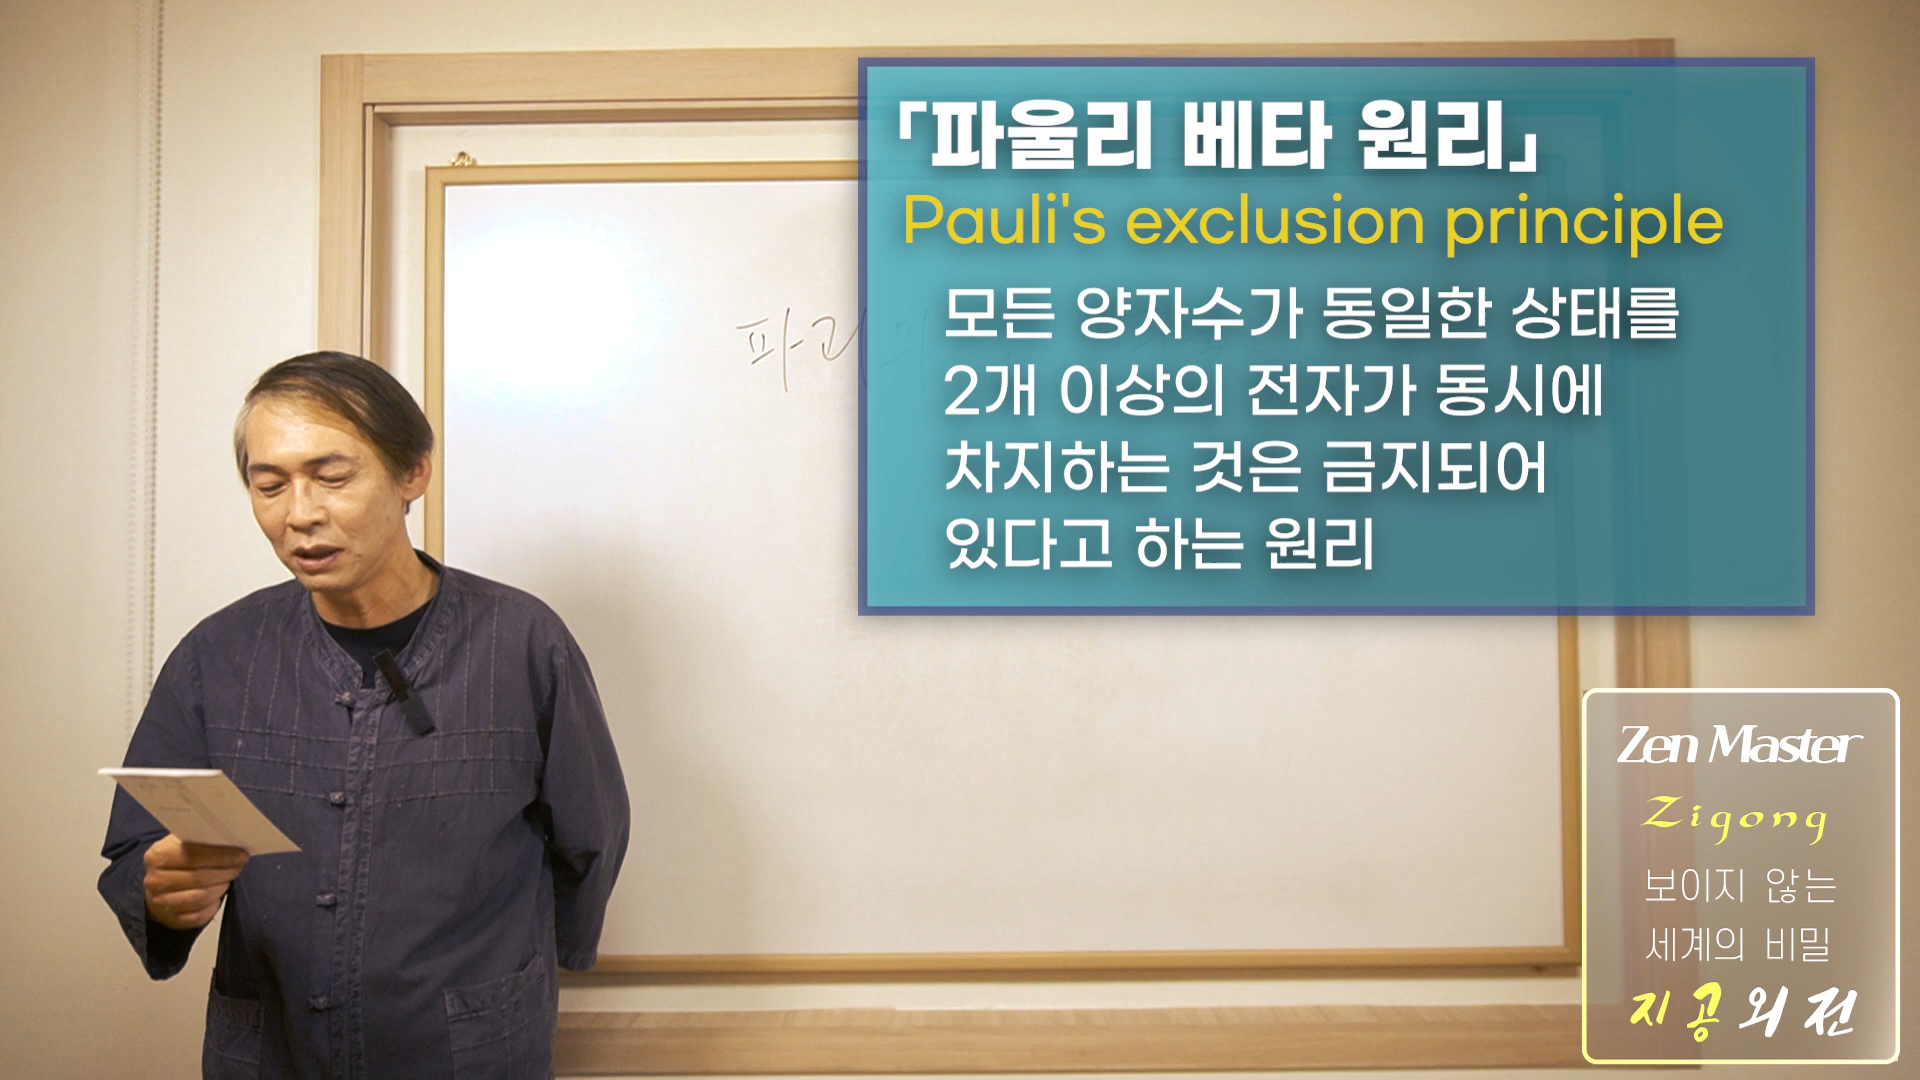 「파울리 베타 원리」
Pauli's exclusion principle
모든 양자수가 동일한 상태를
2개 이상의 전자가 동시에
차지하는 것은 금지되어
있다고 하는 원리
파리의
Zen Master
Zigong
보이지 않는
세계의 비밀
지공외전